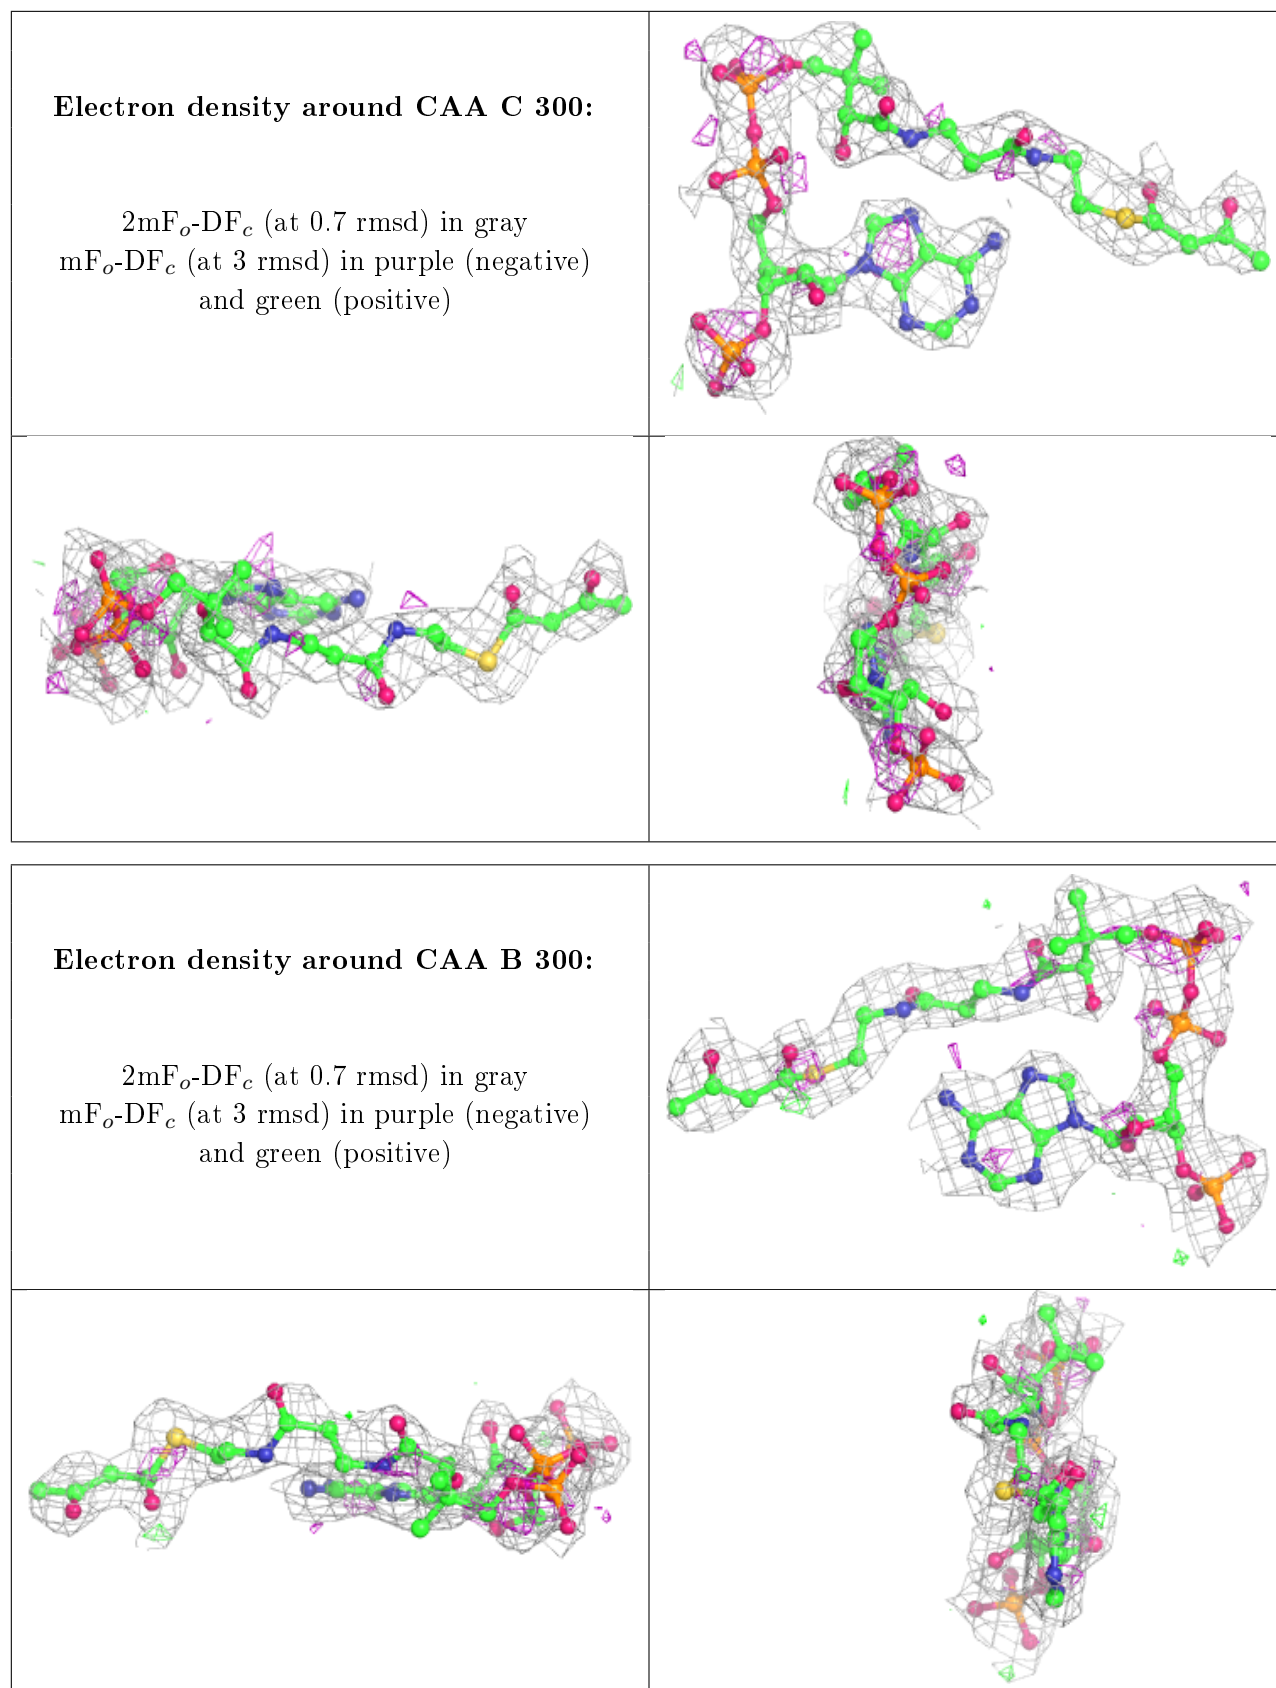 Electron density around CAA C 300:
2mFo-DFc (at 0.7 rmsd) in gray
mFo-DFc (at 3 rmsd) in purple (negative)
and green (positive)
Electron density around CAA B 300:
2mFo-DFc (at 0.7 rmsd) in gray
mFo-DFc (at 3 rmsd) in purple (negative)
and green (positive)